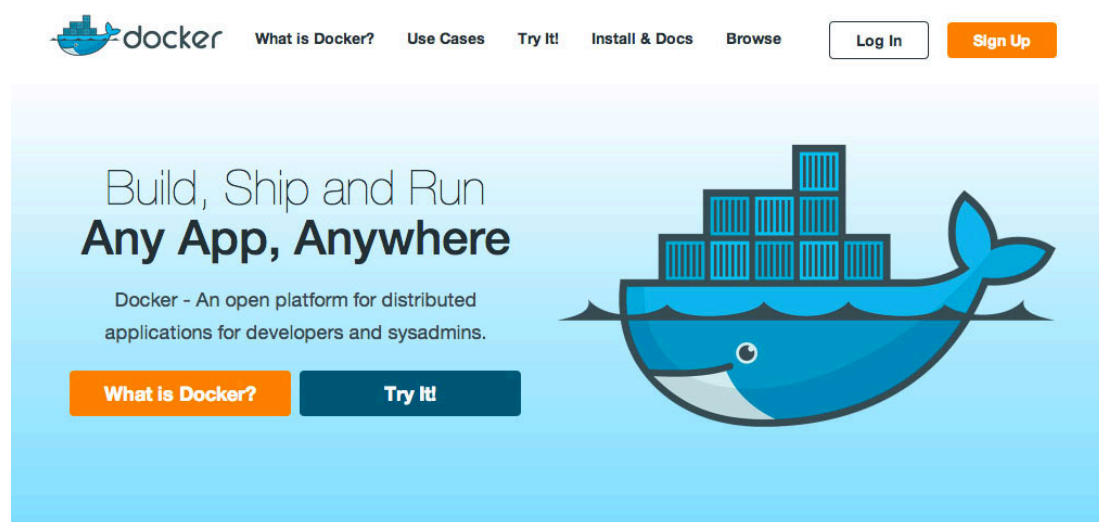 docker
What is Docker?
Use Cases
Try It!
Install & Docs
Browse
Log In
Sign Up
Build, Ship and Run
Any App, Anywhere
Docker - An open platform for distributed
applications for developers and sysadmins.
What is Docker?
Try It!